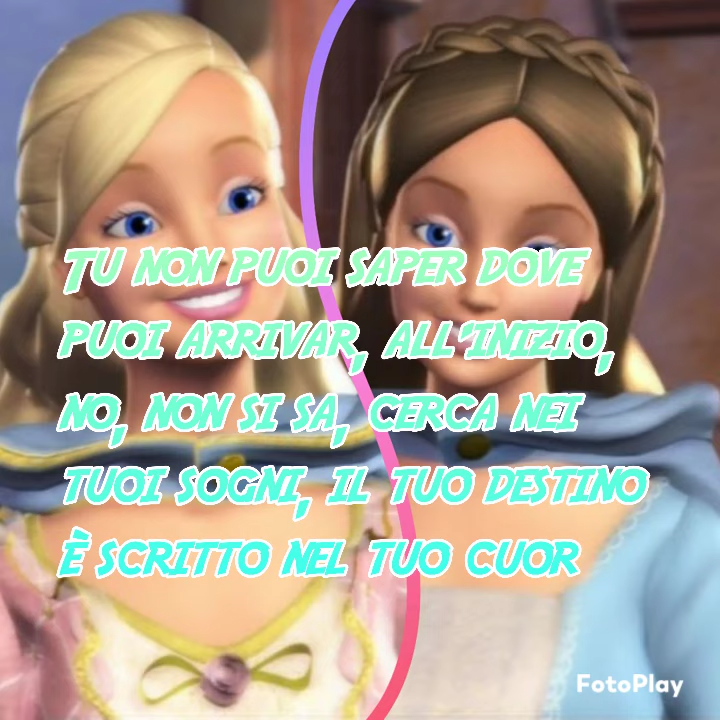 Tu non puoi saper dove
puoi arrivar, all'inizio,
no, non si sa, cerca nei
tuoi sogni, il tuo destino
è scritto nel tuo cuor
FotoPlay